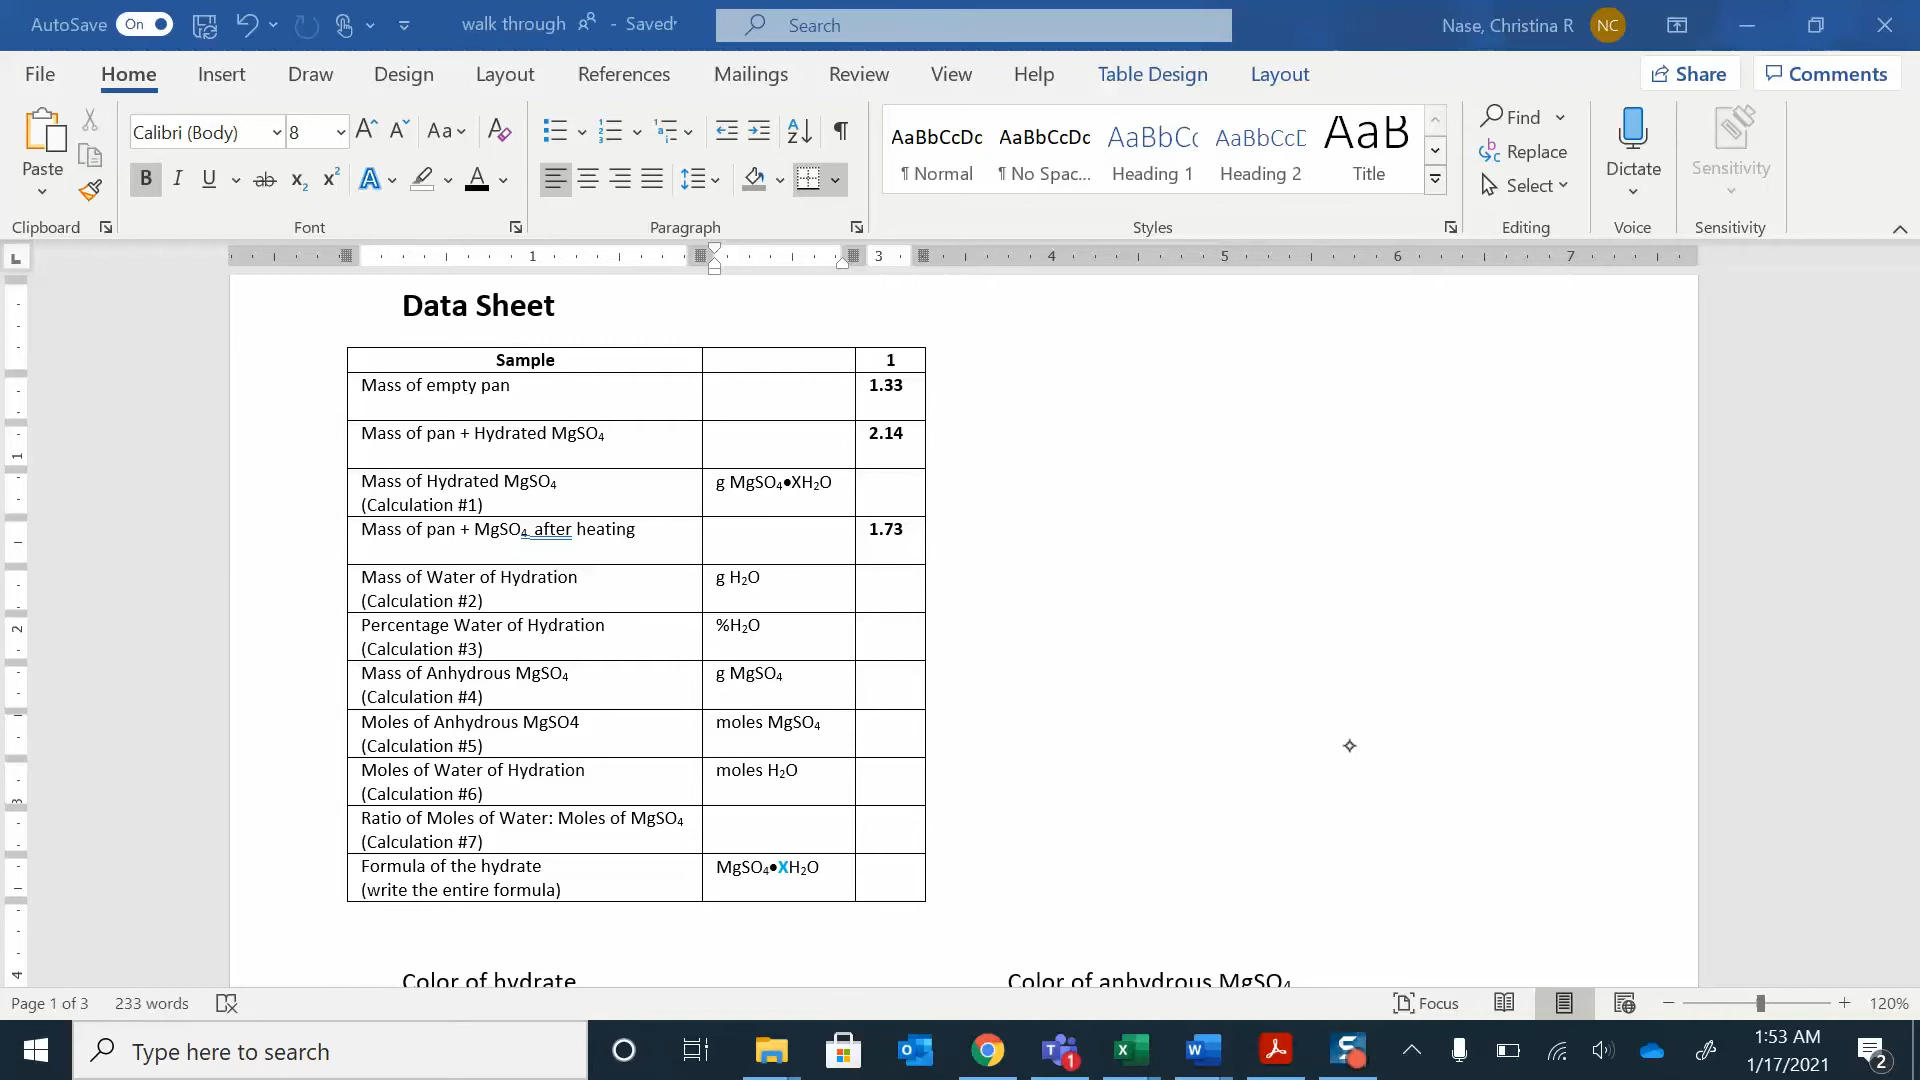 AutoSave On walk through - Saved Search Nase, Christina R NC
File Home Insert Draw Design Layout References Mailings Review View Help Table Design Layout Share Comments
Paste
Clipboard
Calibri (Body) 8
Font
Paragraph
AaBbCcDc AaBbCcDc AaBbCc AaBbCcD AaB
¶ Normal ¶ No Spac... Heading 1 Heading 2 Title
Styles
Find
Replace
Select
Editing
Dictate
Voice
Sensitivity
Sensitivity
1 3 4 5 6 7
Data Sheet
Sample 1
Mass of empty pan 1.33
Mass of pan + Hydrated MgSO₄ 2.14
Mass of Hydrated MgSO₄ g MgSO₄●XH₂O
(Calculation #1)
Mass of pan + MgSO₄ after heating 1.73
Mass of Water of Hydration g H₂O
(Calculation #2)
Percentage Water of Hydration %H₂O
(Calculation #3)
Mass of Anhydrous MgSO₄ g MgSO₄
(Calculation #4)
Moles of Anhydrous MgSO4 moles MgSO₄
(Calculation #5)
Moles of Water of Hydration moles H₂O
(Calculation #6)
Ratio of Moles of Water: Moles of MgSO₄
(Calculation #7)
Formula of the hydrate MgSO₄●XH₂O
(write the entire formula)
Color of hydrate Color of anhydrous MgSO₄
Page 1 of 3 233 words Focus 120%
Type here to search
1:53 AM
1/17/2021
2